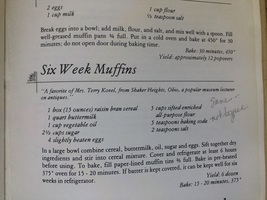 2 eggs
1 cup milk
1 cup flour
½ teaspoon salt
Break eggs into a bowl; add milk, flour, and salt, and mix well with a spoon. Fill
well-greased muffin pans ¾ full. Put in a cold oven and bake at 450° for 30
minutes; do not open door during baking time.
Bake: 30 minutes, 450°
Yield: approximately 12 popovers
Six Week Muffins
"A favorite of Mrs. Terry Kovel, from Shaker Heights, Ohio, a popular museum lecturer
on antiques."
1 box (15 ounces) raisin bran cereal
1 quart buttermilk
1 cup vegetable oil
2½ cups sugar
4 slightly beaten eggs
5 cups sifted enriched
all-purpose flour
5 teaspoons baking soda
2 teaspoons salt
In a large bowl combine cereal, buttermilk, oil, sugar and eggs. Sift together dry
ingredients and stir into cereal mixture. Cover and refrigerate at least 6 hours
before using. To bake, fill paper-lined muffin tins ⅔ full. Bake in pre-heated
375° oven for 15 - 20 minutes. If batter is kept covered, it can be kept well for six
weeks in refrigerator.
Yield: 6 dozen
Bake: 15 - 20 minutes, 375°